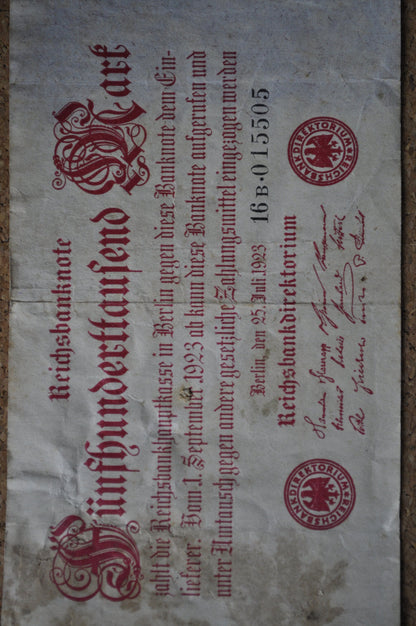 Reichsbanknote
Fünfhunderttausend Mark
zahlt die Reichsbankhauptkasse in Berlin gegen diese Banknote dem Ein-
lieferer. Vom 1. September 1923 ab kann diese Banknote aufgerufen und
unter Umtausch gegen andere gesetzliche Zahlungsmittel eingezogen werden
16B·015505
Berlin, den 25. Juli 1923
Reichsbankdirektorium
REICHSBANKDIREKTORIUM
REICHSBANKDIREKTORIUM